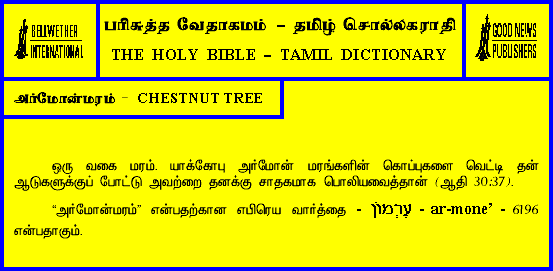 BELLWETHER
INTERNATIONAL
பரிசுத்த வேதாகமம் – தமிழ் சொல்லகராதி
THE HOLY BIBLE – TAMIL DICTIONARY
GOOD NEWS
PUBLISHERS
அர்மோன்மரம் - CHESTNUT TREE
ஒரு வகை மரம். யாக்கோபு அர்மோன் மரங்களின் கொப்புகளை வெட்டி தன்
ஆடுகளுக்குப் போட்டு அவற்றை தனக்கு சாதகமாக பொலியவைத்தான் (ஆதி 30:37).
“அர்மோன்மரம்” என்பதற்கான எபிரெய வார்த்தை - עַרְמוֹן - ar-mone’ - 6196
என்பதாகும்.